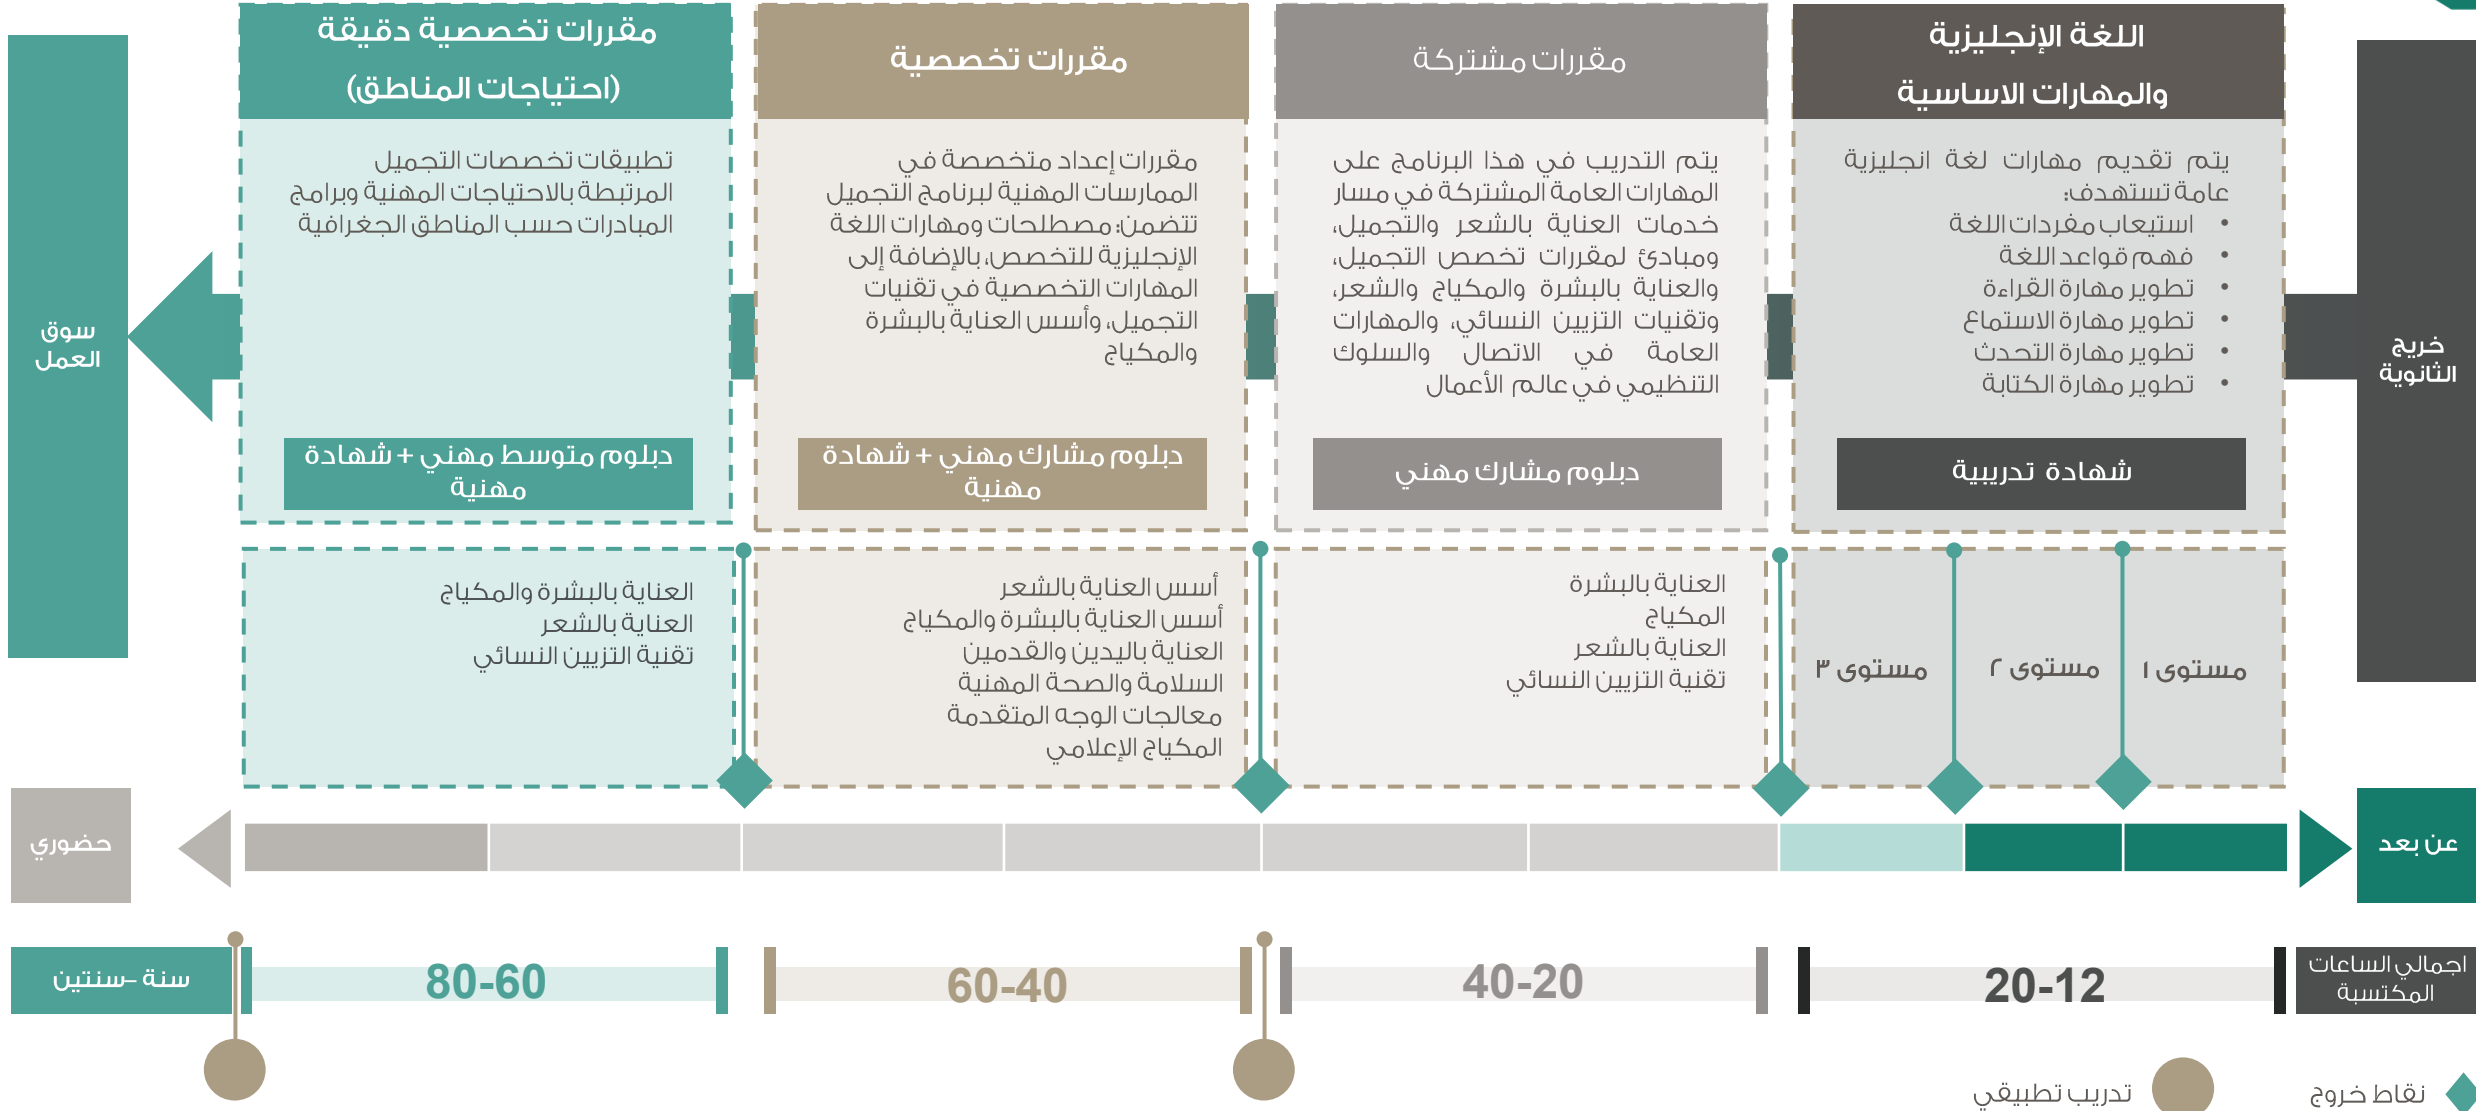 خريج
الثانوية
اللغة الإنجليزية
والمهارات الاساسية
يتم تقديم مهارات لغة انجليزية
عامة تستهدف:
• استيعاب مفردات اللغة
• فهم قواعد اللغة
• تطوير مهارة القراءة
• تطوير مهارة الاستماع
• تطوير مهارة التحدث
• تطوير مهارة الكتابة
شهادة تدريبية
مقررات مشتركة
يتم التدريب في هذا البرنامج على
المهارات العامة المشتركة في مسار
خدمات العناية بالشعر والتجميل،
ومبادئ لمقررات تخصص التجميل،
والعناية بالبشرة والمكياج والشعر،
وتقنيات التزيين النسائي، والمهارات
العامة في الاتصال والسلوك
التنظيمي في عالم الأعمال
دبلوم مشارك مهني
مقررات تخصصية
مقررات إعداد متخصصة في
الممارسات المهنية لبرنامج التجميل
تتضمن: مصطلحات ومهارات اللغة
الإنجليزية للتخصص، بالإضافة إلى
المهارات التخصصية في تقنيات
التجميل، وأسس العناية بالبشرة
والمكياج
دبلوم مشارك مهني + شهادة
مهنية
مقررات تخصصية دقيقة
(احتياجات المناطق)
تطبيقات تخصصات التجميل
المرتبطة بالاحتياجات المهنية وبرامج
المبادرات حسب المناطق الجغرافية
دبلوم متوسط مهني + شهادة
مهنية
سوق
العمل
مستوى ١
مستوى ٢
مستوى ٣
العناية بالبشرة
المكياج
العناية بالشعر
تقنية التزيين النسائي
أسس العناية بالشعر
أسس العناية بالبشرة والمكياج
العناية باليدين والقدمين
السلامة والصحة المهنية
معالجات الوجه المتقدمة
المكياج الإعلامي
العناية بالبشرة والمكياج
العناية بالشعر
تقنية التزيين النسائي
عن بعد
حضوري
اجمالي الساعات
المكتسبة
20-12
40-20
60-40
80-60
سنة –سنتين
نقاط خروج
تدريب تطبيقي